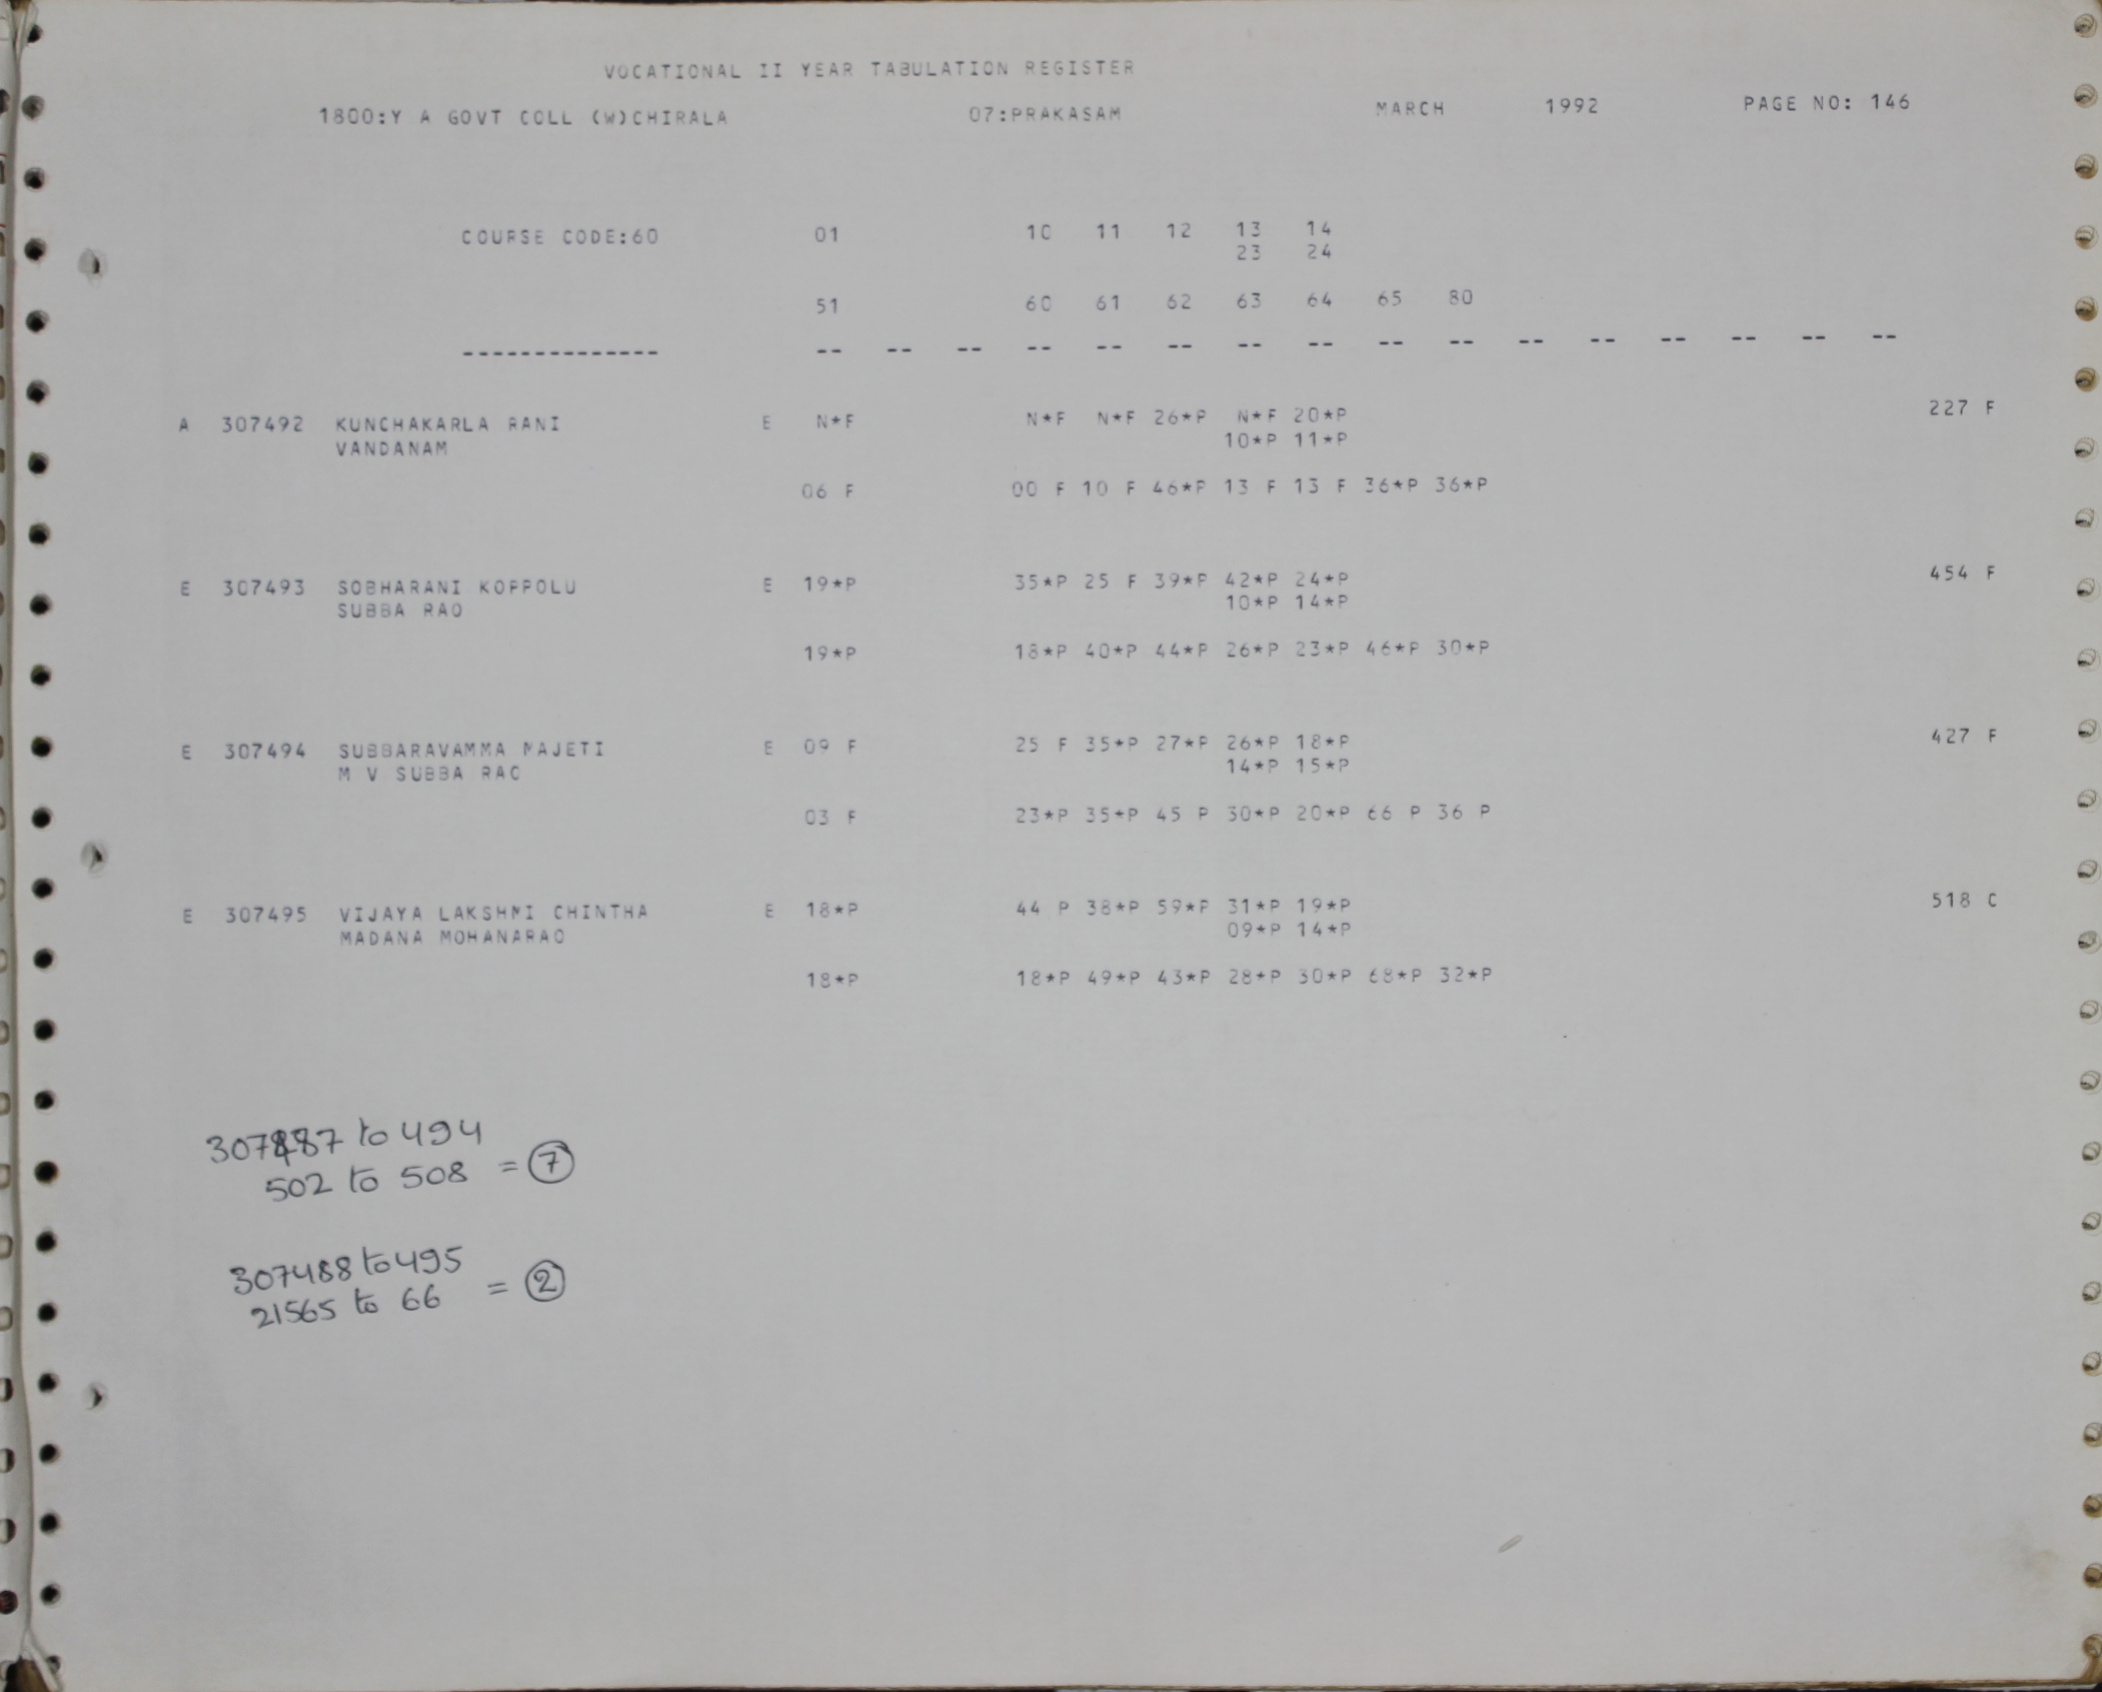 VOCATIONAL II YEAR TABULATION REGISTER
1800:Y A GOVT COLL (W)CHIRALA 07:PRAKASAM MARCH 1992 PAGE NO: 146
COURSE CODE:60 01 10 11 12 13 14
23 24
51 60 61 62 63 64 65 80
-------------- -- -- -- -- -- -- -- -- -- -- -- -- -- -- -- --
A 307492 KUNCHAKARLA RANI E N*F N*F N*F 26*P N*F 20*P 227 F
VANDANAM 10*P 11*P
06 F 00 F 10 F 46*P 13 F 13 F 36*P 36*P
E 307493 SOBHARANI KOPPOLU E 19*P 35*P 25 F 39*P 42*P 24*P 454 F
SUBBA RAO 10*P 14*P
19*P 18*P 40*P 44*P 26*P 23*P 46*P 30*P
E 307494 SUBBARAVAMMA MAJETI E 09 F 25 F 35*P 27*P 26*P 18*P 427 F
M V SUBBA RAO 14*P 15*P
03 F 23*P 35*P 45 P 30*P 20*P 66 P 36 P
E 307495 VIJAYA LAKSHMI CHINTHA E 18*P 44 P 38*P 59*P 31*P 19*P 518 C
MADANA MOHANARAO 09*P 14*P
18*P 18*P 49*P 43*P 28*P 30*P 68*P 32*P
307487 to 494
502 to 508 = 7
307488 to 495
21565 to 66 = 2